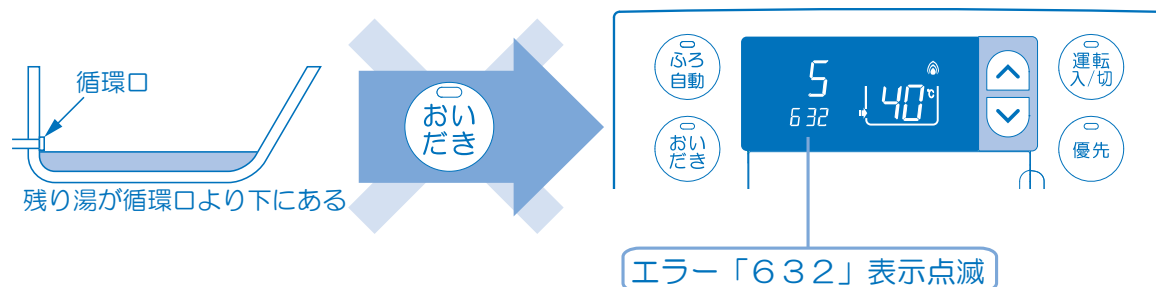 循環口
残り湯が循環口より下にある
おい
だき
ふろ
自動
おい
だき
5
632
40℃
運転
入/切
優先
エラー「６３２」表示点滅